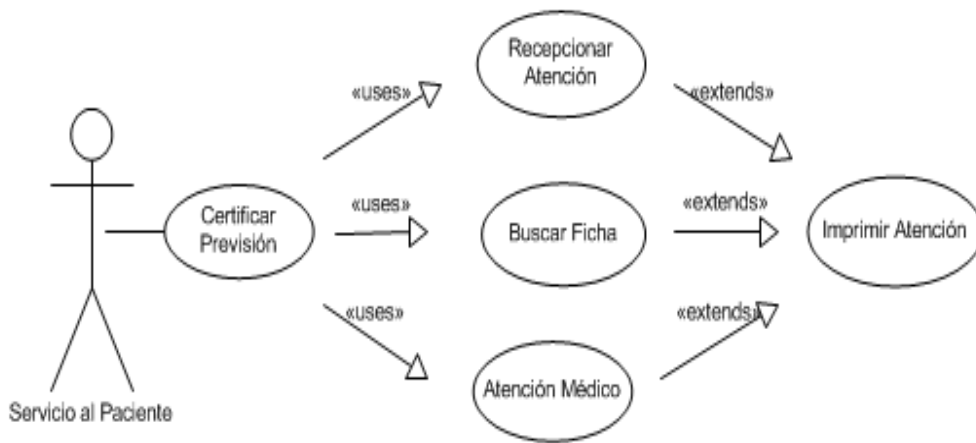 Recepcionar
Atención
«uses»
«extends»
Certificar
Previsión
«uses»
Buscar Ficha
«extends»
Imprimir Atención
«uses»
«extends»
Atención Médico
Servicio al Paciente